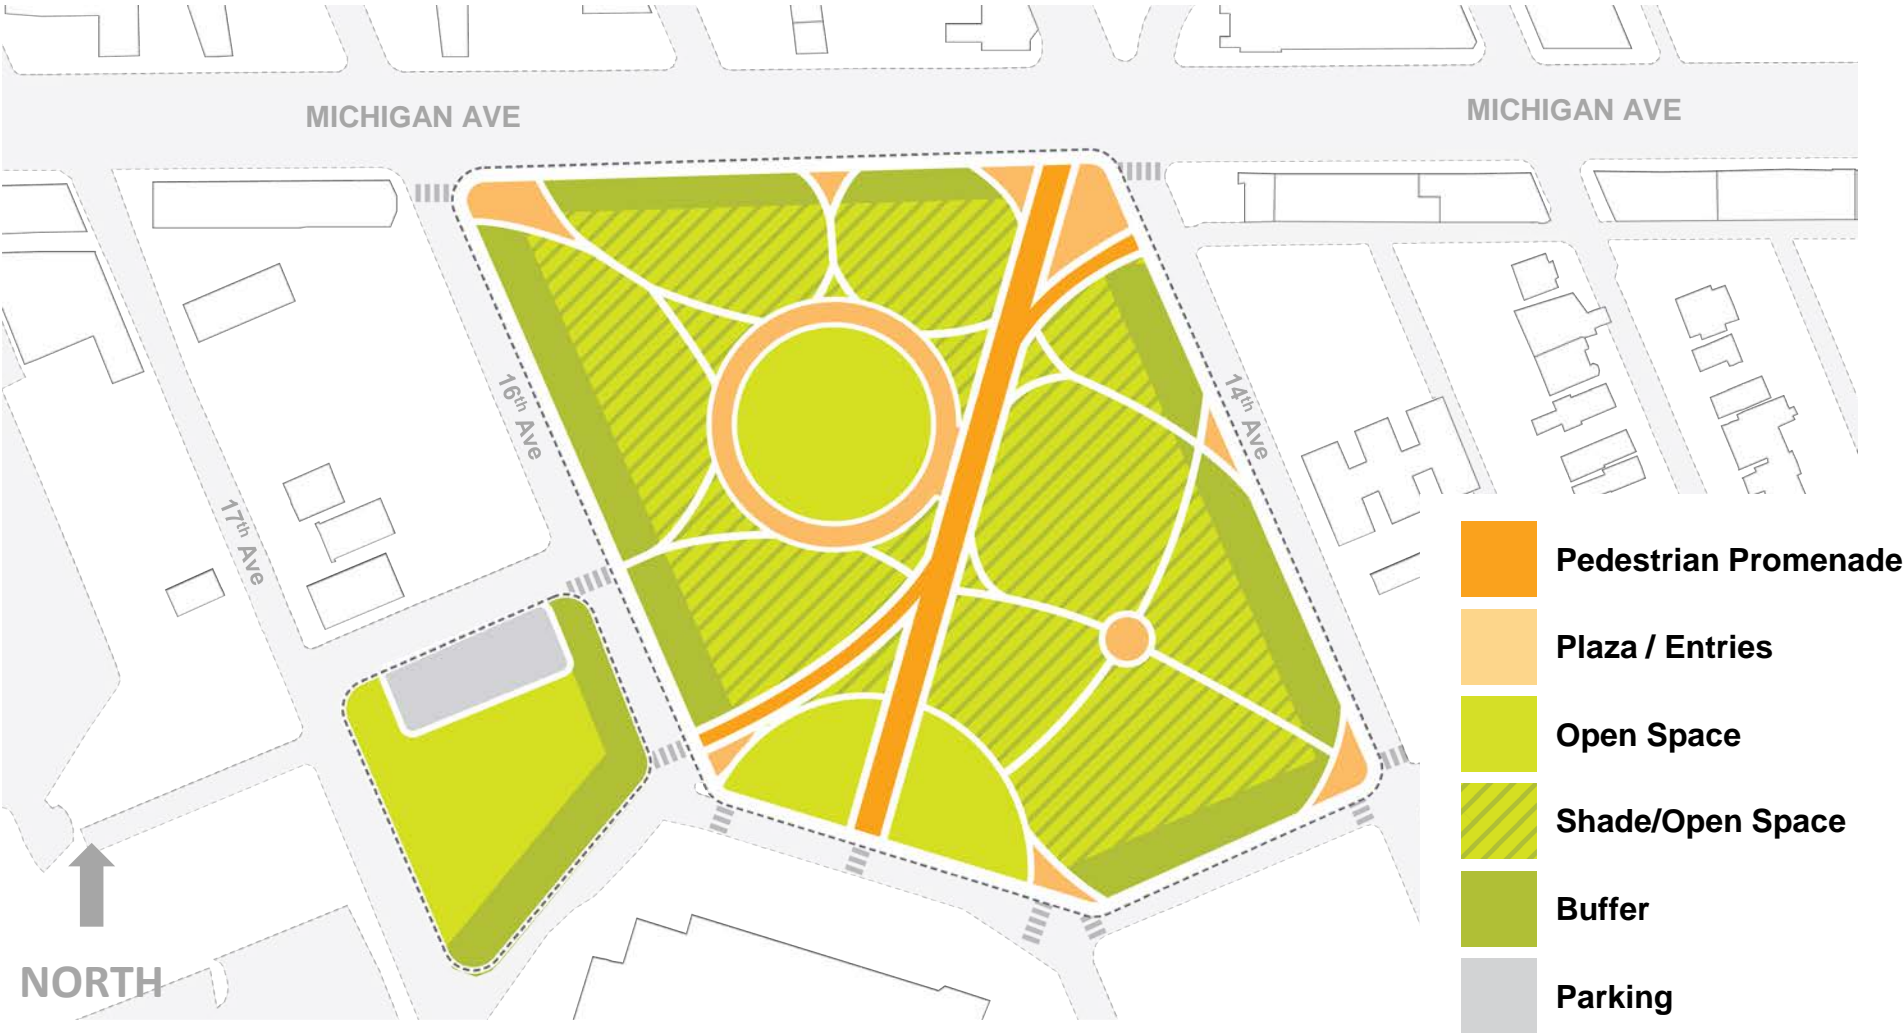 MICHIGAN AVE
MICHIGAN AVE
16th Ave
14th Ave
17th Ave
Pedestrian Promenade
Plaza / Entries
Open Space
Shade/Open Space
Buffer
Parking
NORTH